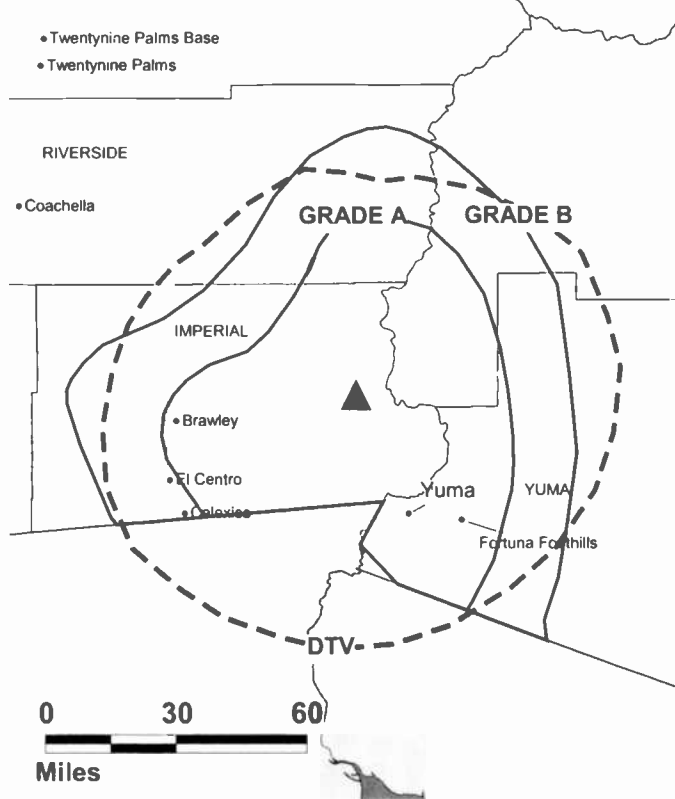 Twentynine Palms Base
Twentynine Palms
RIVERSIDE
Coachella
GRADE A
GRADE B
IMPERIAL
Brawley
El Centro
Calexico
Yuma
YUMA
Fortuna Foothills
DTV
0 30 60
Miles